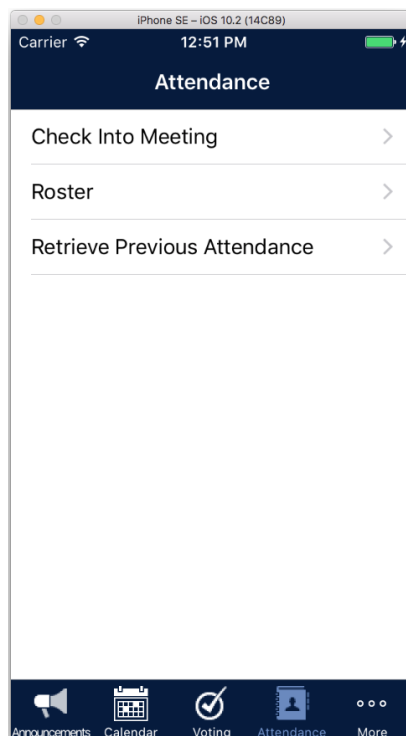 iPhone SE – iOS 10.2 (14C89)
Carrier 12:51 PM
Attendance
Check Into Meeting
Roster
Retrieve Previous Attendance
Announcements Calendar Voting Attendance More